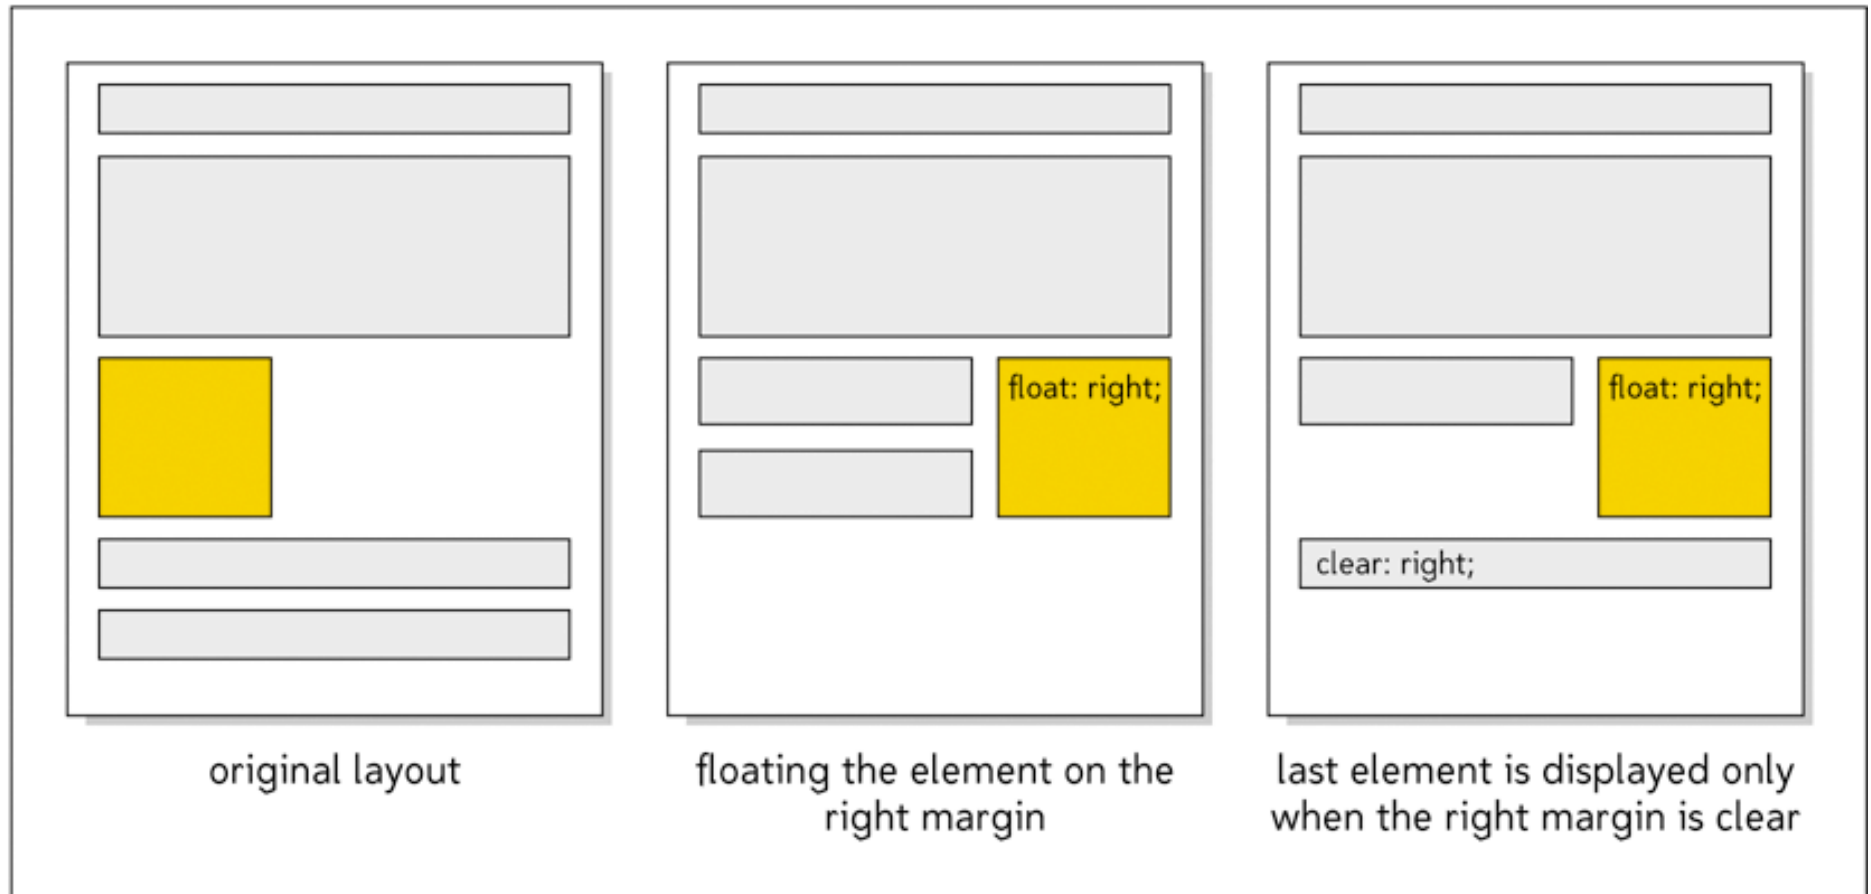 float: right;
float: right;
clear: right;
original layout
floating the element on the
right margin
last element is displayed only
when the right margin is clear